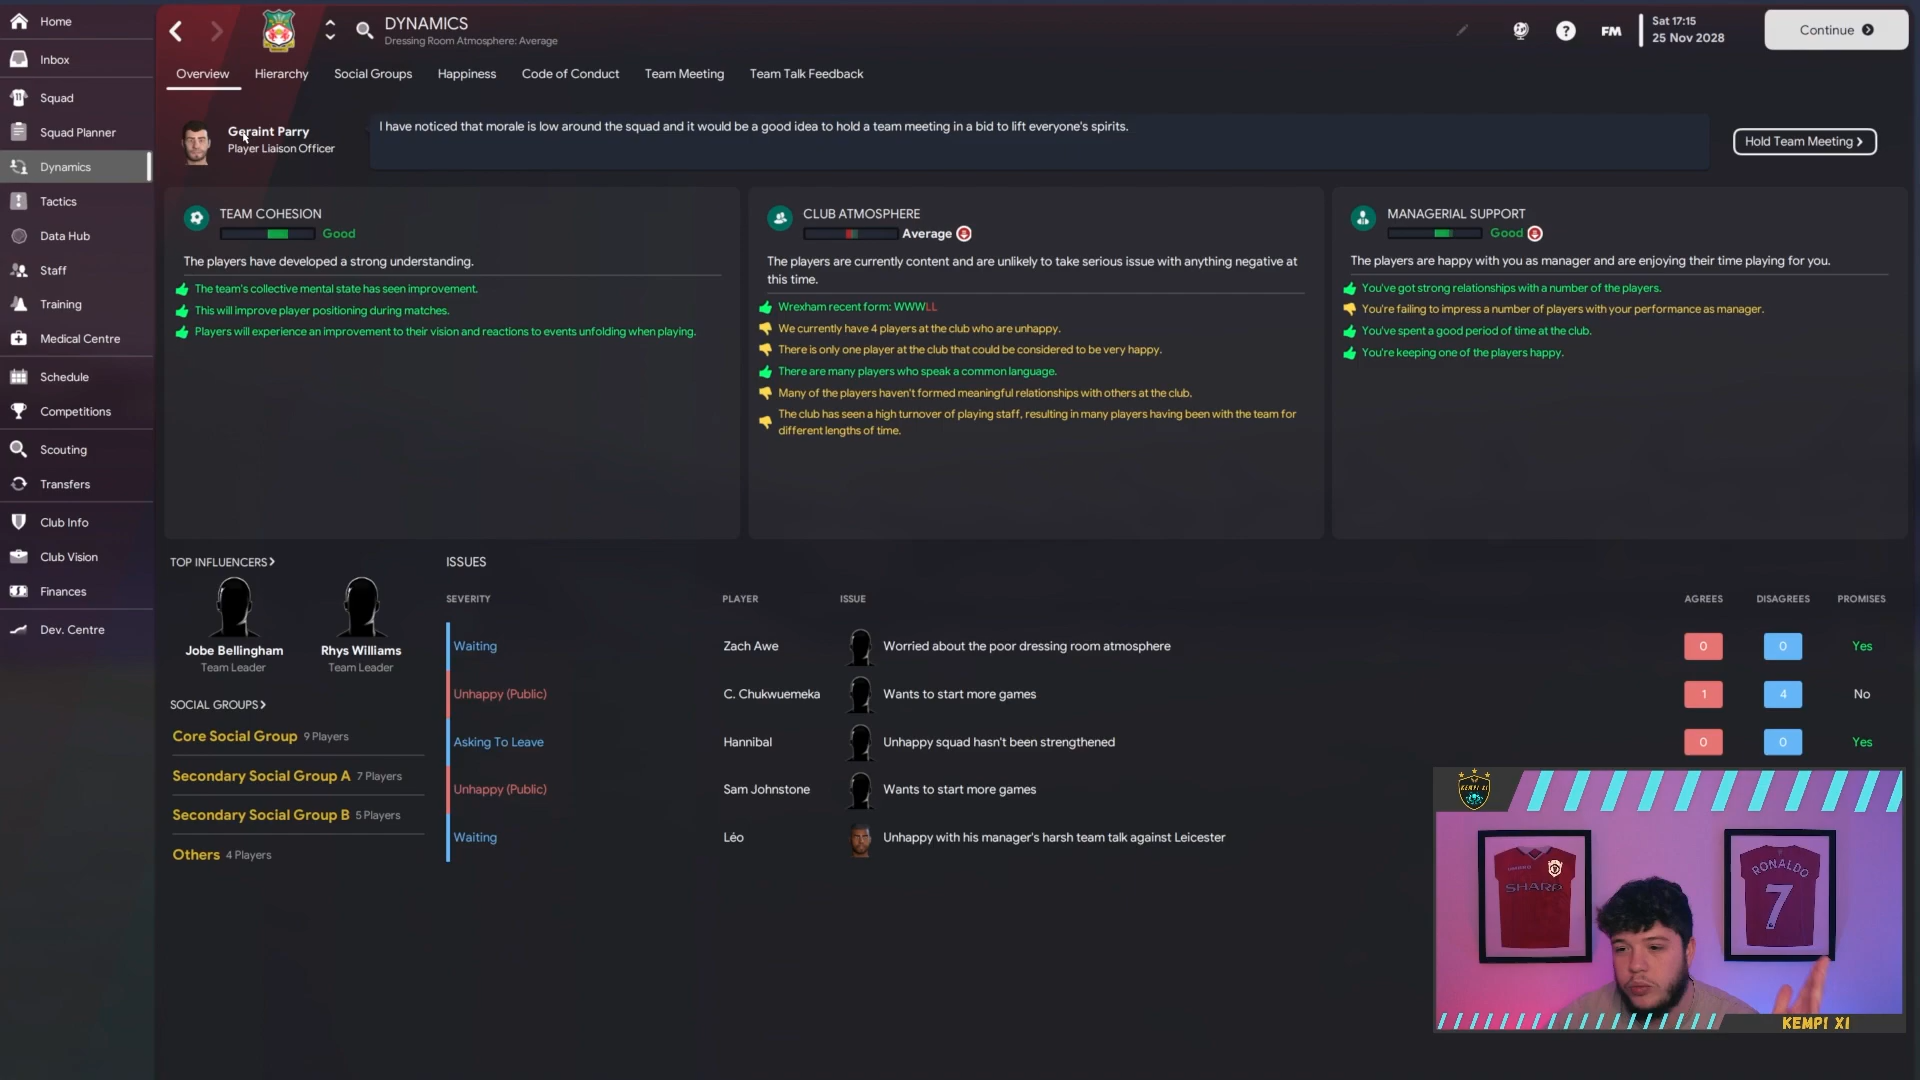 Home
Inbox
Squad
Squad Planner
Dynamics
Tactics
Data Hub
Staff
Training
Medical Centre
Schedule
Competitions
Scouting
Transfers
Club Info
Club Vision
Finances
Dev. Centre
DYNAMICS
Dressing Room Atmosphere: Average
FM
Sat 17:15
25 Nov 2028
Continue
Overview Hierarchy Social Groups Happiness Code of Conduct Team Meeting Team Talk Feedback
Geraint Parry
Player Liaison Officer
I have noticed that morale is low around the squad and it would be a good idea to hold a team meeting in a bid to lift everyone's spirits.
Hold Team Meeting
TEAM COHESION
Good
The players have developed a strong understanding.
The team's collective mental state has seen improvement.
This will improve player positioning during matches.
Players will experience an improvement to their vision and reactions to events unfolding when playing.
CLUB ATMOSPHERE
Average
The players are currently content and are unlikely to take serious issue with anything negative at
this time.
Wrexham recent form: WWWLL
We currently have 4 players at the club who are unhappy.
There is only one player at the club that could be considered to be very happy.
There are many players who speak a common language.
Many of the players haven't formed meaningful relationships with others at the club.
The club has seen a high turnover of playing staff, resulting in many players having been with the team for
different lengths of time.
MANAGERIAL SUPPORT
Good
The players are happy with you as manager and are enjoying their time playing for you.
You've got strong relationships with a number of the players.
You're failing to impress a number of players with your performance as manager.
You've spent a good period of time at the club.
You're keeping one of the players happy.
TOP INFLUENCERS
Jobe Bellingham
Team Leader
Rhys Williams
Team Leader
SOCIAL GROUPS
Core Social Group 9 Players
Secondary Social Group A 7 Players
Secondary Social Group B 5 Players
Others 4 Players
ISSUES
SEVERITY PLAYER ISSUE AGREES DISAGREES PROMISES
Waiting Zach Awe Worried about the poor dressing room atmosphere 0 0 Yes
Unhappy (Public) C. Chukwuemeka Wants to start more games 1 4 No
Asking To Leave Hannibal Unhappy squad hasn't been strengthened 0 0 Yes
Unhappy (Public) Sam Johnstone Wants to start more games
Waiting Léo Unhappy with his manager's harsh team talk against Leicester
KEMPI XI
SHARP
RONALDO
7
KEMPI XI